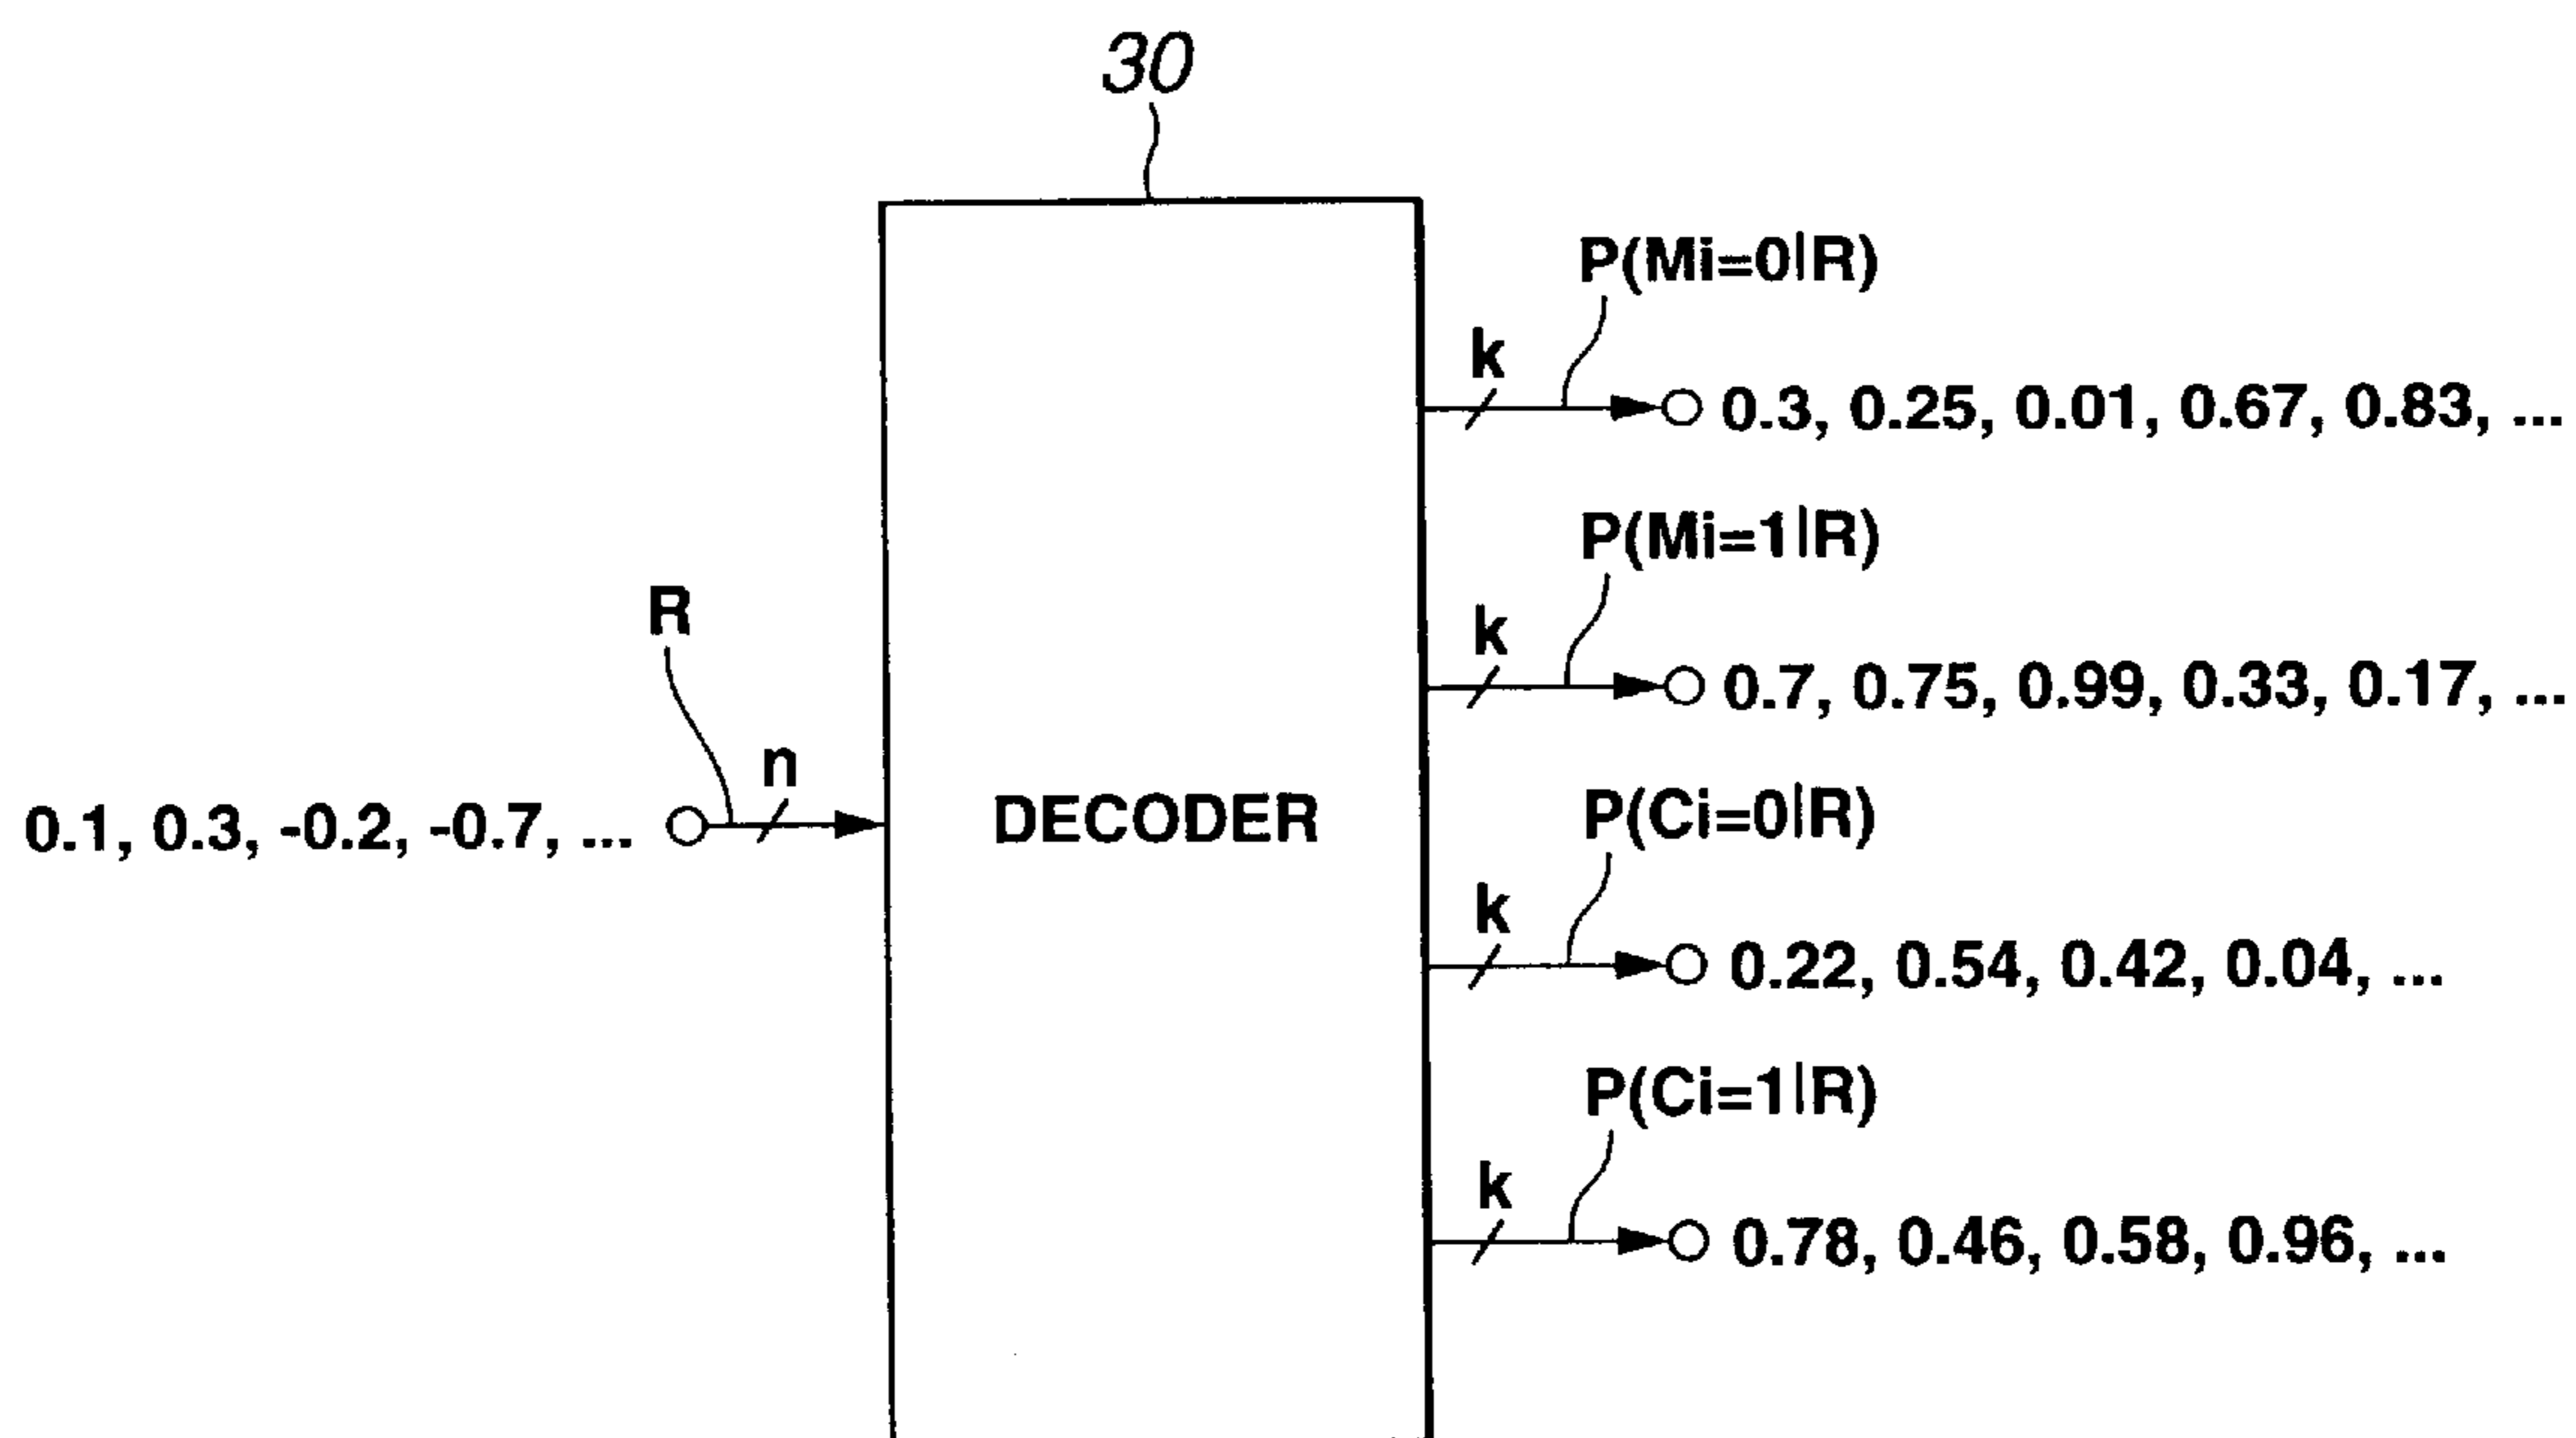 30
P(Mi=0|R)
k
0.3, 0.25, 0.01, 0.67, 0.83, ...
P(Mi=1|R)
k
0.7, 0.75, 0.99, 0.33, 0.17, ...
R
n
0.1, 0.3, -0.2, -0.7, ...
DECODER
P(Ci=0|R)
k
0.22, 0.54, 0.42, 0.04, ...
P(Ci=1|R)
k
0.78, 0.46, 0.58, 0.96, ...